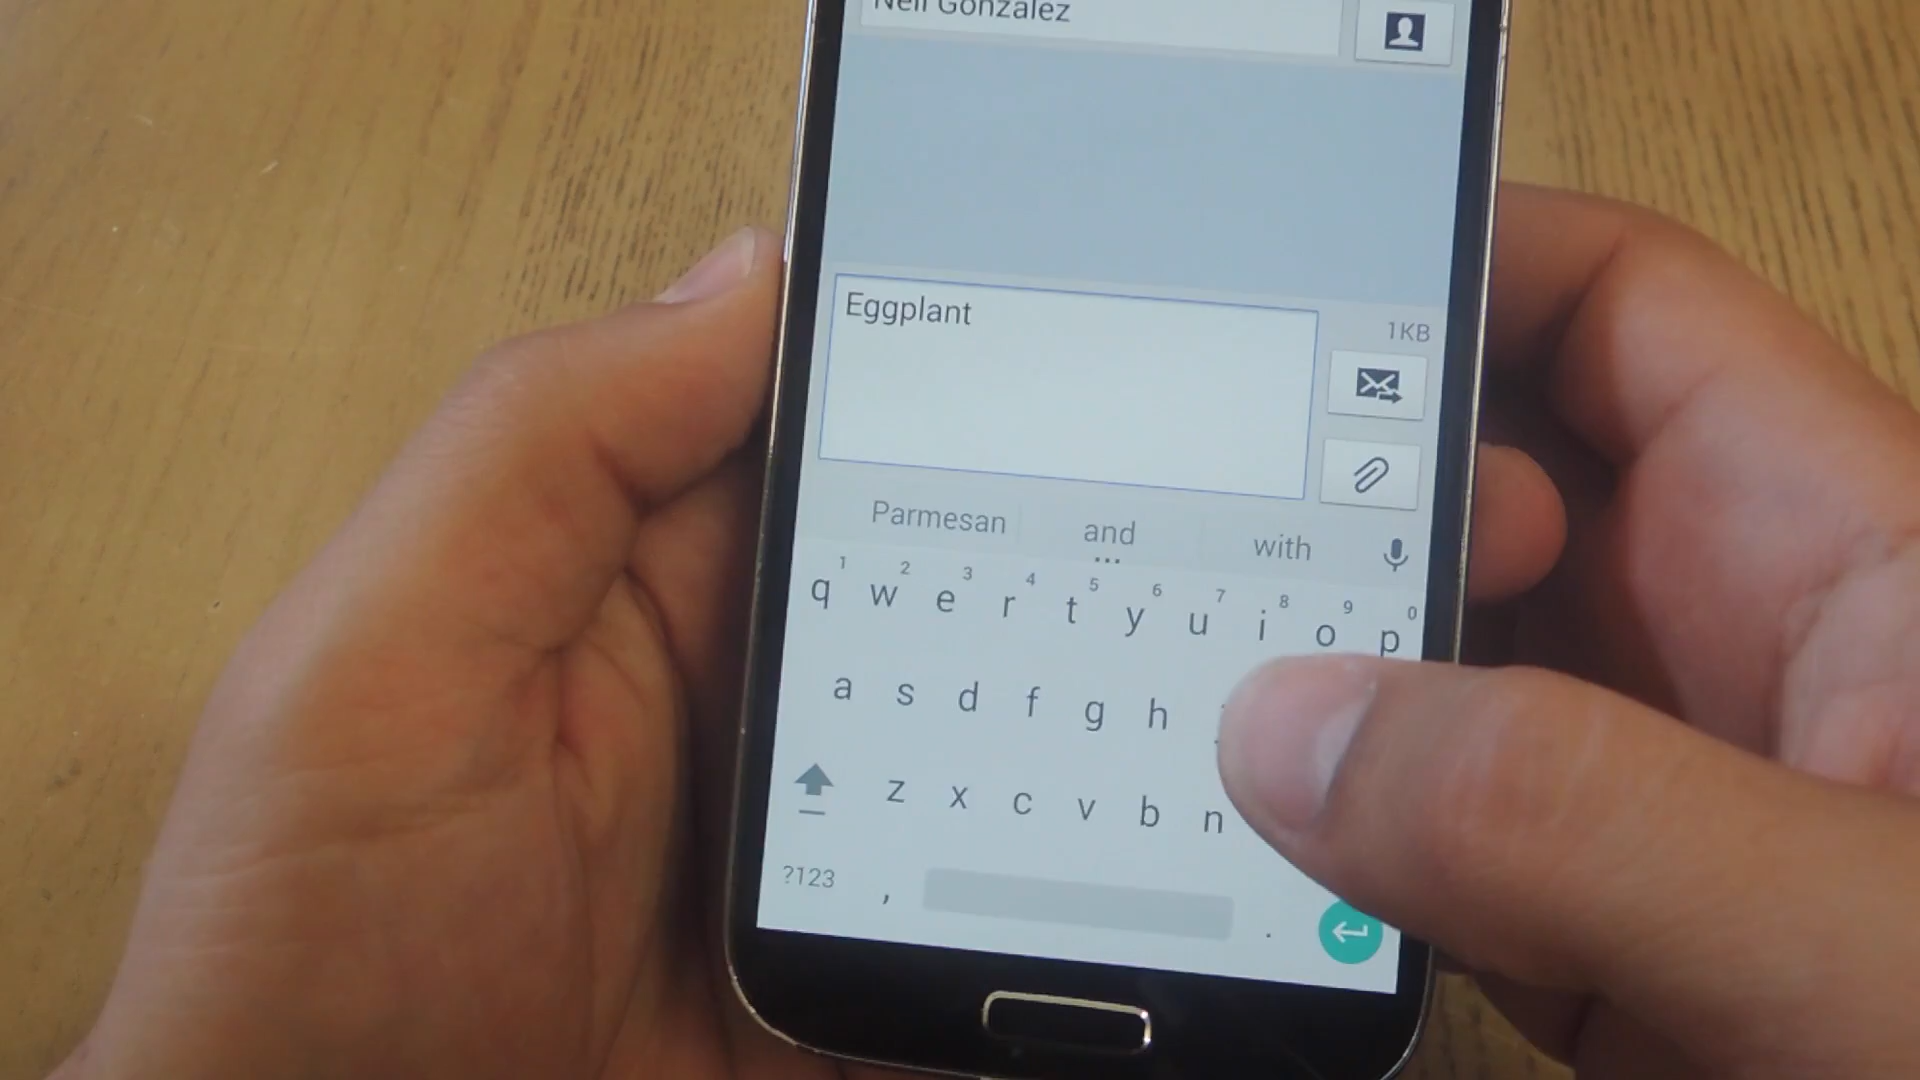 Neil Gonzalez
Eggplant
1KB
Parmesan and with
...
1 2 3 4 5 6 7 8 9 0
q w e r t y u i o p
a s d f g h
z x c v b n
?123 , .